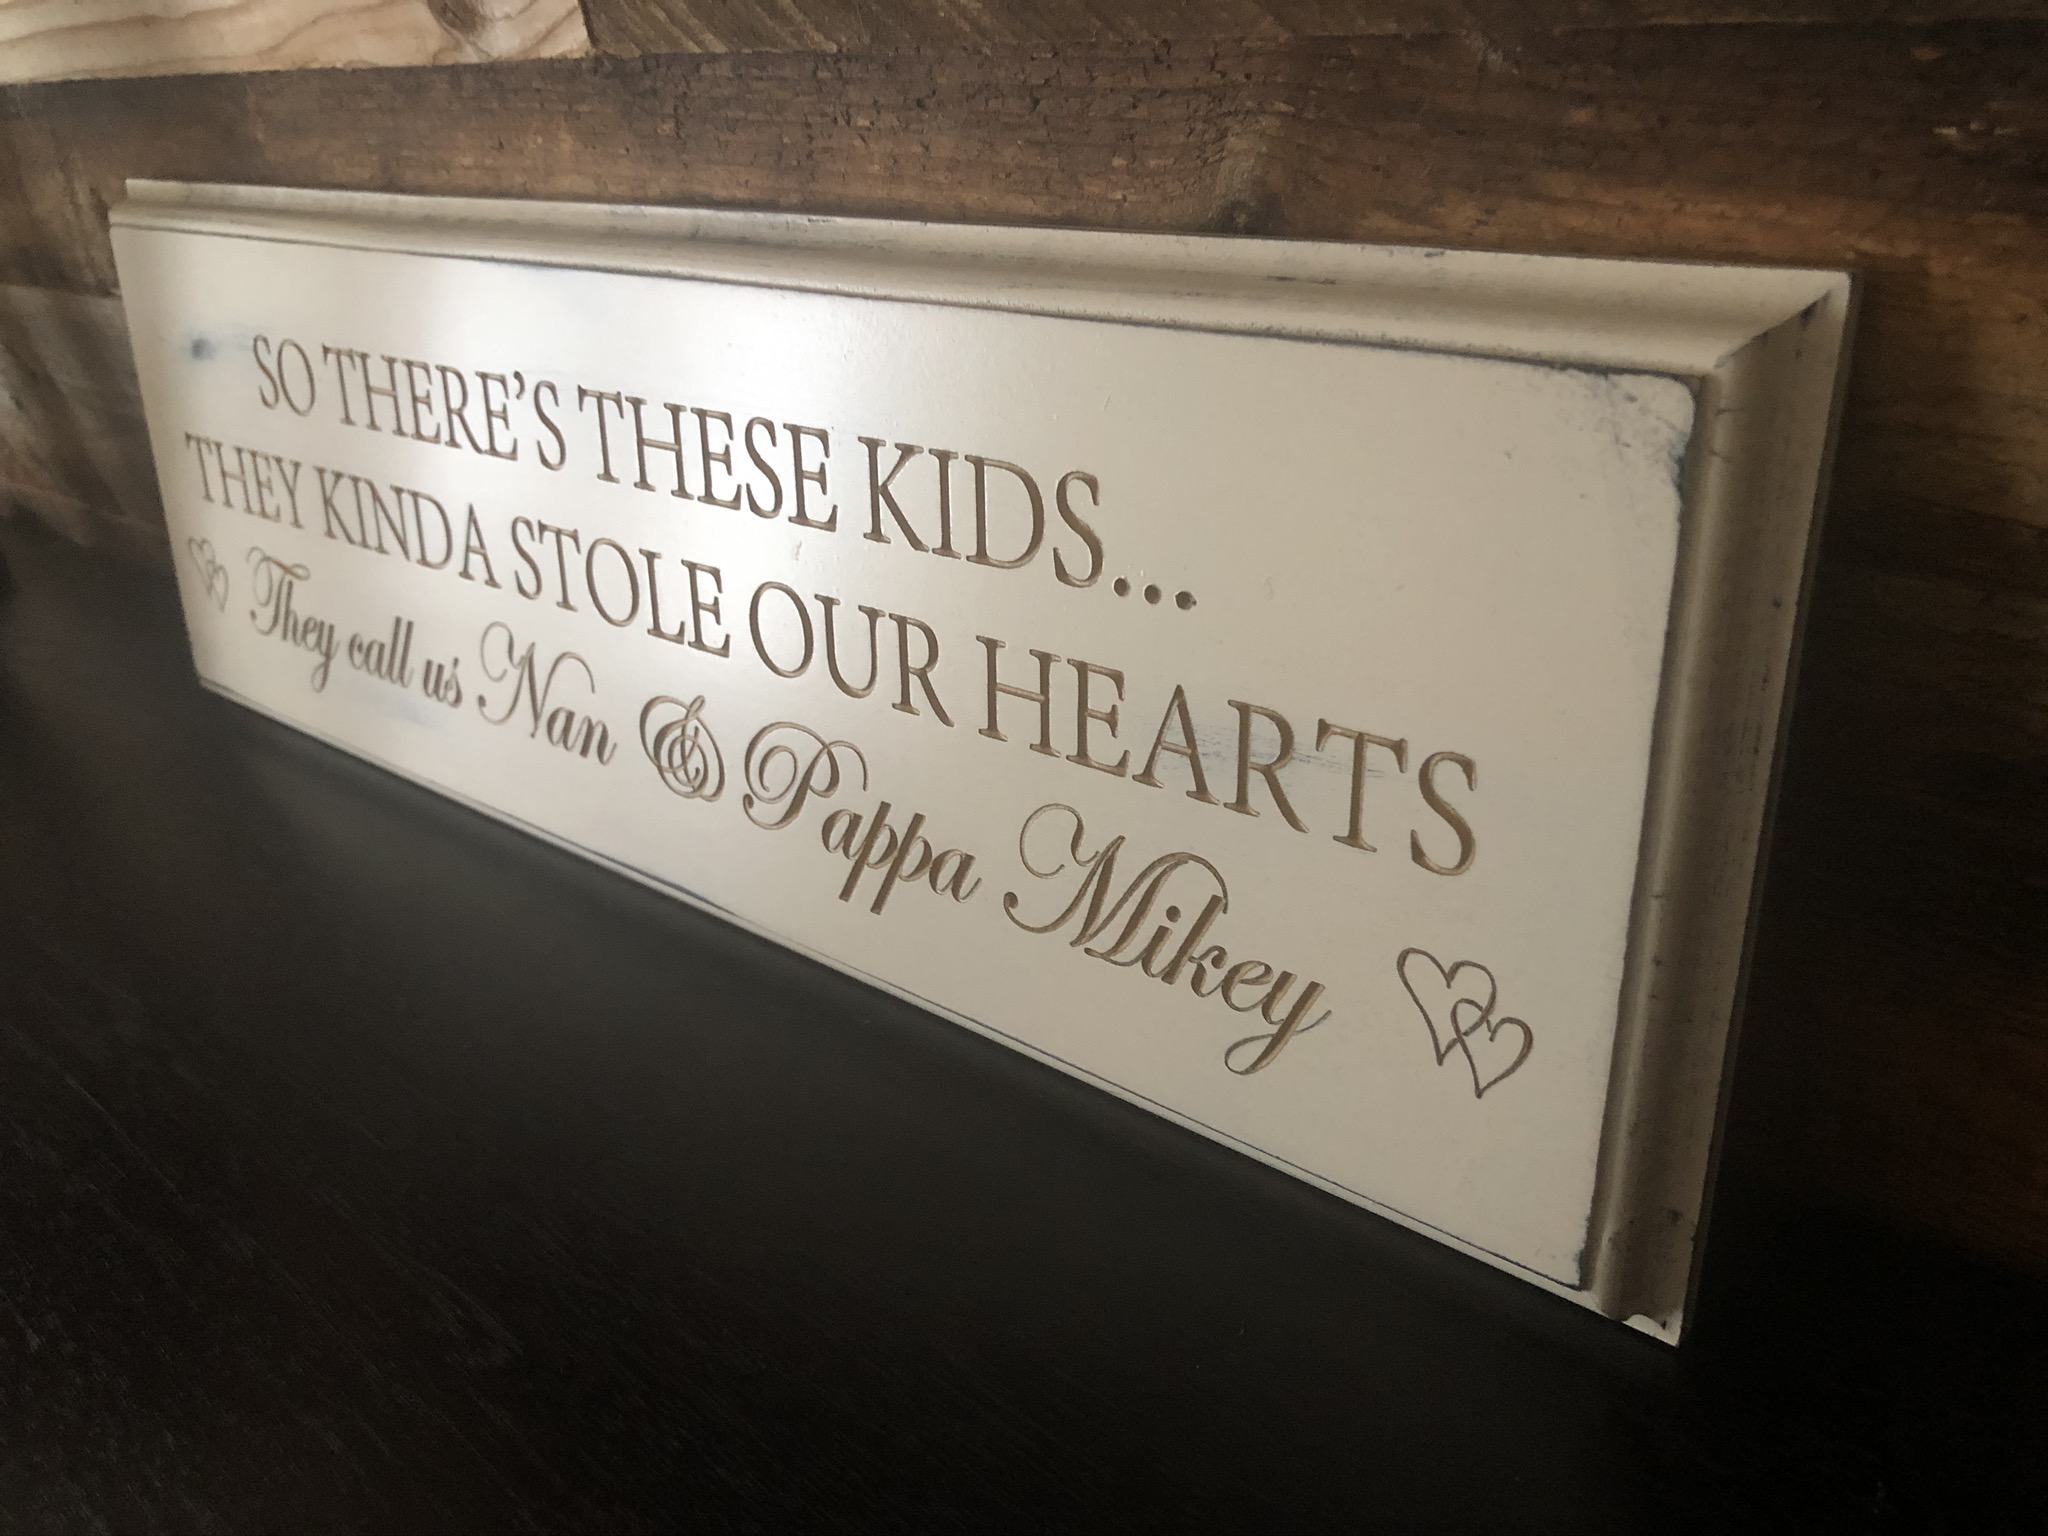 SO THERE'S THESE KIDS...
THEY KINDA STOLE OUR HEARTS
They call us Nan & Pappa Mikey